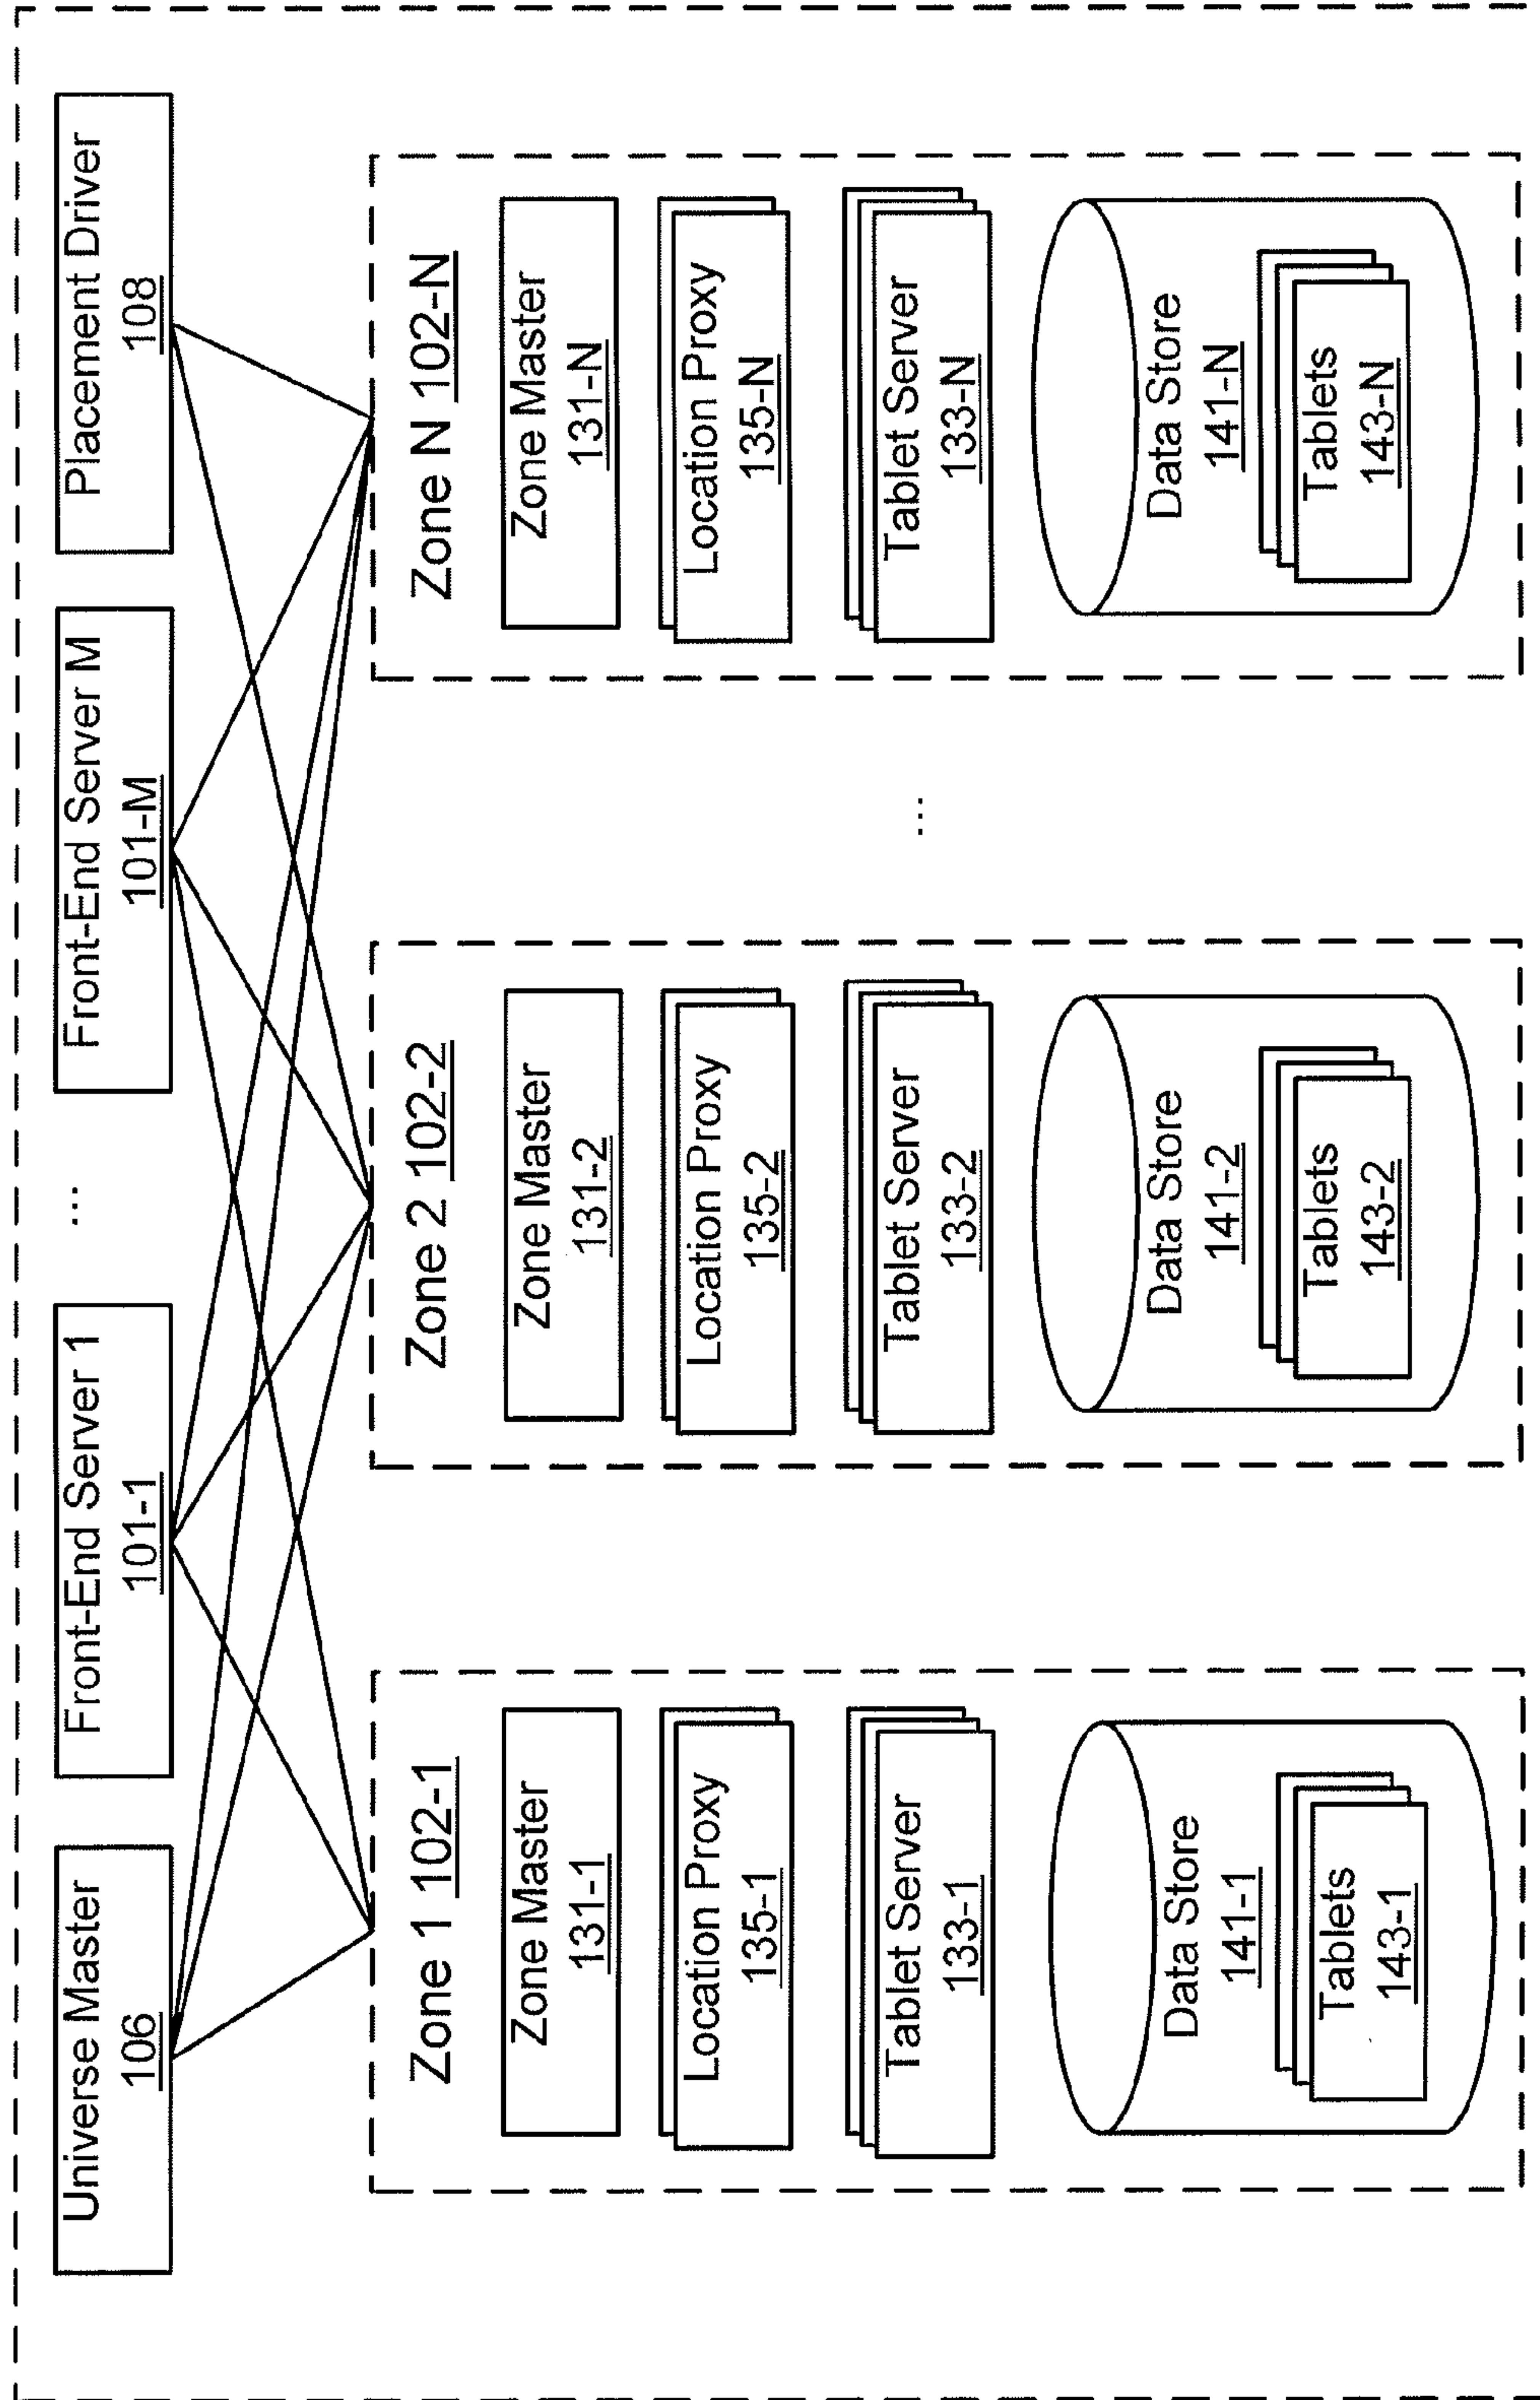 Universe Master
106
Front-End Server 1
101-1
...
Front-End Server M
101-M
Placement Driver
108
Zone 1 102-1
Zone Master
131-1
Location Proxy
135-1
Tablet Server
133-1
Data Store
141-1
Tablets
143-1
Zone 2 102-2
Zone Master
131-2
Location Proxy
135-2
Tablet Server
133-2
Data Store
141-2
Tablets
143-2
...
Zone N 102-N
Zone Master
131-N
Location Proxy
135-N
Tablet Server
133-N
Data Store
141-N
Tablets
143-N